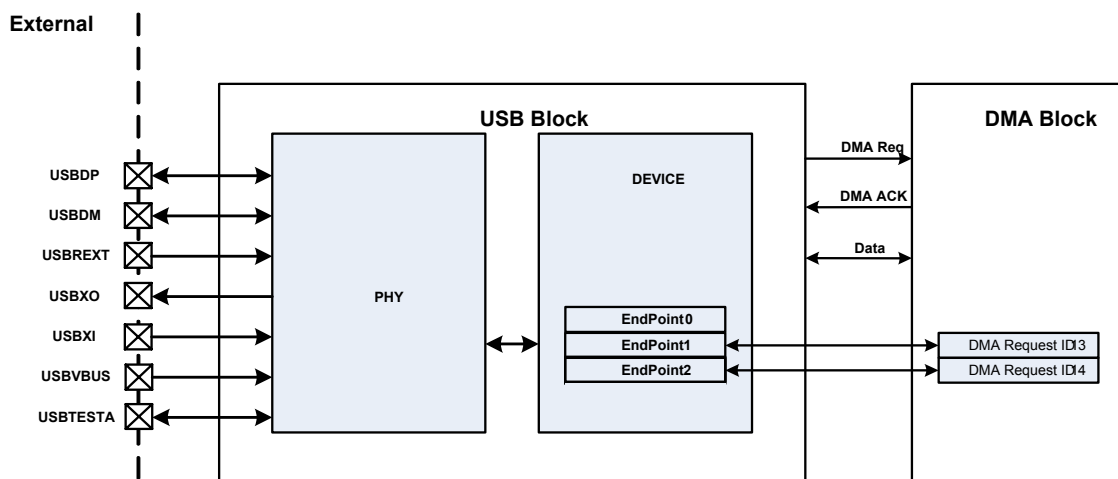 External
USB Block
DMA Block
DMA Req
DEVICE
USBDP
DMA ACK
USBDM
Data
USBREXT
USBXO
PHY
EndPoint0
USBXI
EndPoint1
DMA Request ID13
EndPoint2
DMA Request ID14
USBVBUS
USBTESTA